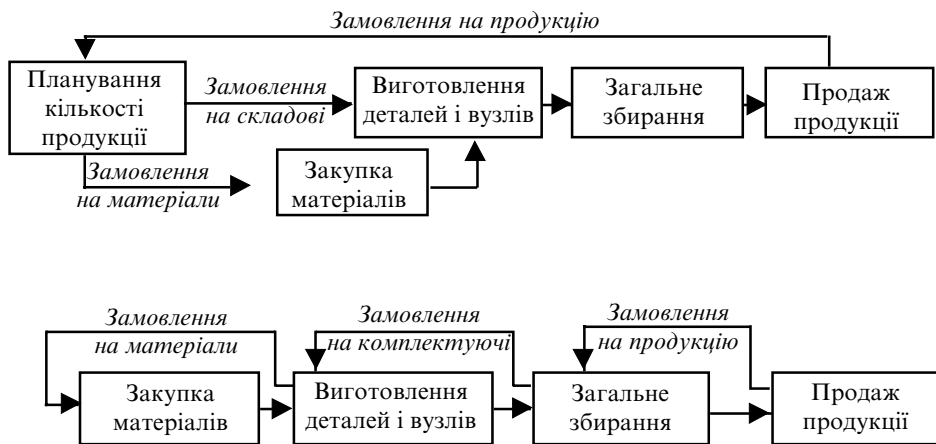 Замовлення на продукцію
Планування
кількості
продукції
Замовлення
на складові
Виготовлення
деталей і вузлів
Загальне
збирання
Продаж
продукції
Замовлення
на матеріали
Закупка
матеріалів
Замовлення
на матеріали
Замовлення
на комплектуючі
Замовлення
на продукцію
Закупка
матеріалів
Виготовлення
деталей і вузлів
Загальне
збирання
Продаж
продукції